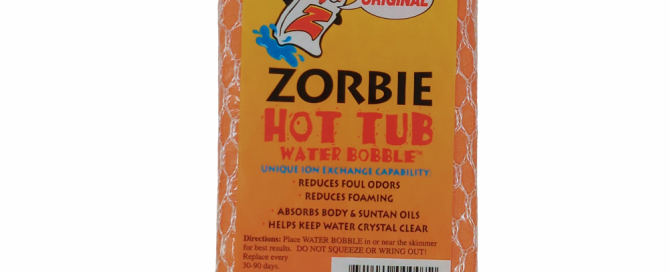 ORIGINAL
Z
ZORBIE
HOT TUB
WATER BOBBLE™
UNIQUE ION EXCHANGE CAPABILITY
· REDUCES FOUL ODORS
· REDUCES FOAMING
· ABSORBS BODY & SUNTAN OILS
· HELPS KEEP WATER CRYSTAL CLEAR
Directions: Place WATER BOBBLE in or near the skimmer
for best results. DO NOT SQUEEZE OR WRING OUT!
Replace every
30-90 days.